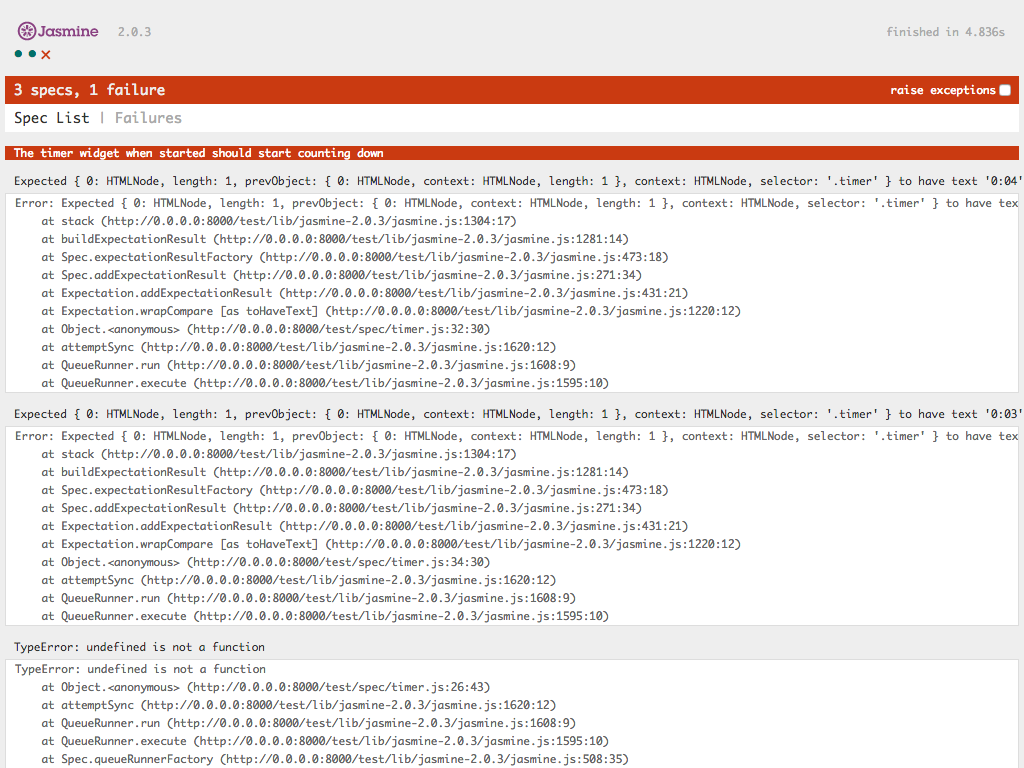 Jasmine 2.0.3 finished in 4.836s
3 specs, 1 failure raise exceptions
Spec List | Failures
The timer widget when started should start counting down
Expected { 0: HTMLNode, length: 1, prevObject: { 0: HTMLNode, context: HTMLNode, length: 1 }, context: HTMLNode, selector: '.timer' } to have text '0:04'
Error: Expected { 0: HTMLNode, length: 1, prevObject: { 0: HTMLNode, context: HTMLNode, length: 1 }, context: HTMLNode, selector: '.timer' } to have tex
at stack (http://0.0.0.0:8000/test/lib/jasmine-2.0.3/jasmine.js:1304:17)
at buildExpectationResult (http://0.0.0.0:8000/test/lib/jasmine-2.0.3/jasmine.js:1281:14)
at Spec.expectationResultFactory (http://0.0.0.0:8000/test/lib/jasmine-2.0.3/jasmine.js:473:18)
at Spec.addExpectationResult (http://0.0.0.0:8000/test/lib/jasmine-2.0.3/jasmine.js:271:34)
at Expectation.addExpectationResult (http://0.0.0.0:8000/test/lib/jasmine-2.0.3/jasmine.js:431:21)
at Expectation.wrapCompare [as toHaveText] (http://0.0.0.0:8000/test/lib/jasmine-2.0.3/jasmine.js:1220:12)
at Object.<anonymous> (http://0.0.0.0:8000/test/spec/timer.js:32:30)
at attemptSync (http://0.0.0.0:8000/test/lib/jasmine-2.0.3/jasmine.js:1620:12)
at QueueRunner.run (http://0.0.0.0:8000/test/lib/jasmine-2.0.3/jasmine.js:1608:9)
at QueueRunner.execute (http://0.0.0.0:8000/test/lib/jasmine-2.0.3/jasmine.js:1595:10)
Expected { 0: HTMLNode, length: 1, prevObject: { 0: HTMLNode, context: HTMLNode, length: 1 }, context: HTMLNode, selector: '.timer' } to have text '0:03'
Error: Expected { 0: HTMLNode, length: 1, prevObject: { 0: HTMLNode, context: HTMLNode, length: 1 }, context: HTMLNode, selector: '.timer' } to have tex
at stack (http://0.0.0.0:8000/test/lib/jasmine-2.0.3/jasmine.js:1304:17)
at buildExpectationResult (http://0.0.0.0:8000/test/lib/jasmine-2.0.3/jasmine.js:1281:14)
at Spec.expectationResultFactory (http://0.0.0.0:8000/test/lib/jasmine-2.0.3/jasmine.js:473:18)
at Spec.addExpectationResult (http://0.0.0.0:8000/test/lib/jasmine-2.0.3/jasmine.js:271:34)
at Expectation.addExpectationResult (http://0.0.0.0:8000/test/lib/jasmine-2.0.3/jasmine.js:431:21)
at Expectation.wrapCompare [as toHaveText] (http://0.0.0.0:8000/test/lib/jasmine-2.0.3/jasmine.js:1220:12)
at Object.<anonymous> (http://0.0.0.0:8000/test/spec/timer.js:34:30)
at attemptSync (http://0.0.0.0:8000/test/lib/jasmine-2.0.3/jasmine.js:1620:12)
at QueueRunner.run (http://0.0.0.0:8000/test/lib/jasmine-2.0.3/jasmine.js:1608:9)
at QueueRunner.execute (http://0.0.0.0:8000/test/lib/jasmine-2.0.3/jasmine.js:1595:10)
TypeError: undefined is not a function
TypeError: undefined is not a function
at Object.<anonymous> (http://0.0.0.0:8000/test/spec/timer.js:26:43)
at attemptSync (http://0.0.0.0:8000/test/lib/jasmine-2.0.3/jasmine.js:1620:12)
at QueueRunner.run (http://0.0.0.0:8000/test/lib/jasmine-2.0.3/jasmine.js:1608:9)
at QueueRunner.execute (http://0.0.0.0:8000/test/lib/jasmine-2.0.3/jasmine.js:1595:10)
at Spec.queueRunnerFactory (http://0.0.0.0:8000/test/lib/jasmine-2.0.3/jasmine.js:508:35)